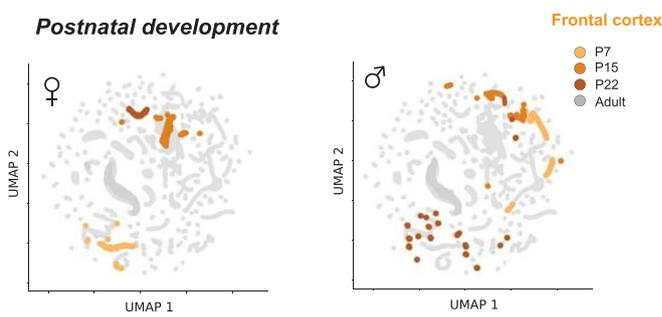 Postnatal development
Frontal cortex
P7
P15
P22
Adult
♀
♂
UMAP 2
UMAP 1
UMAP 2
UMAP 1